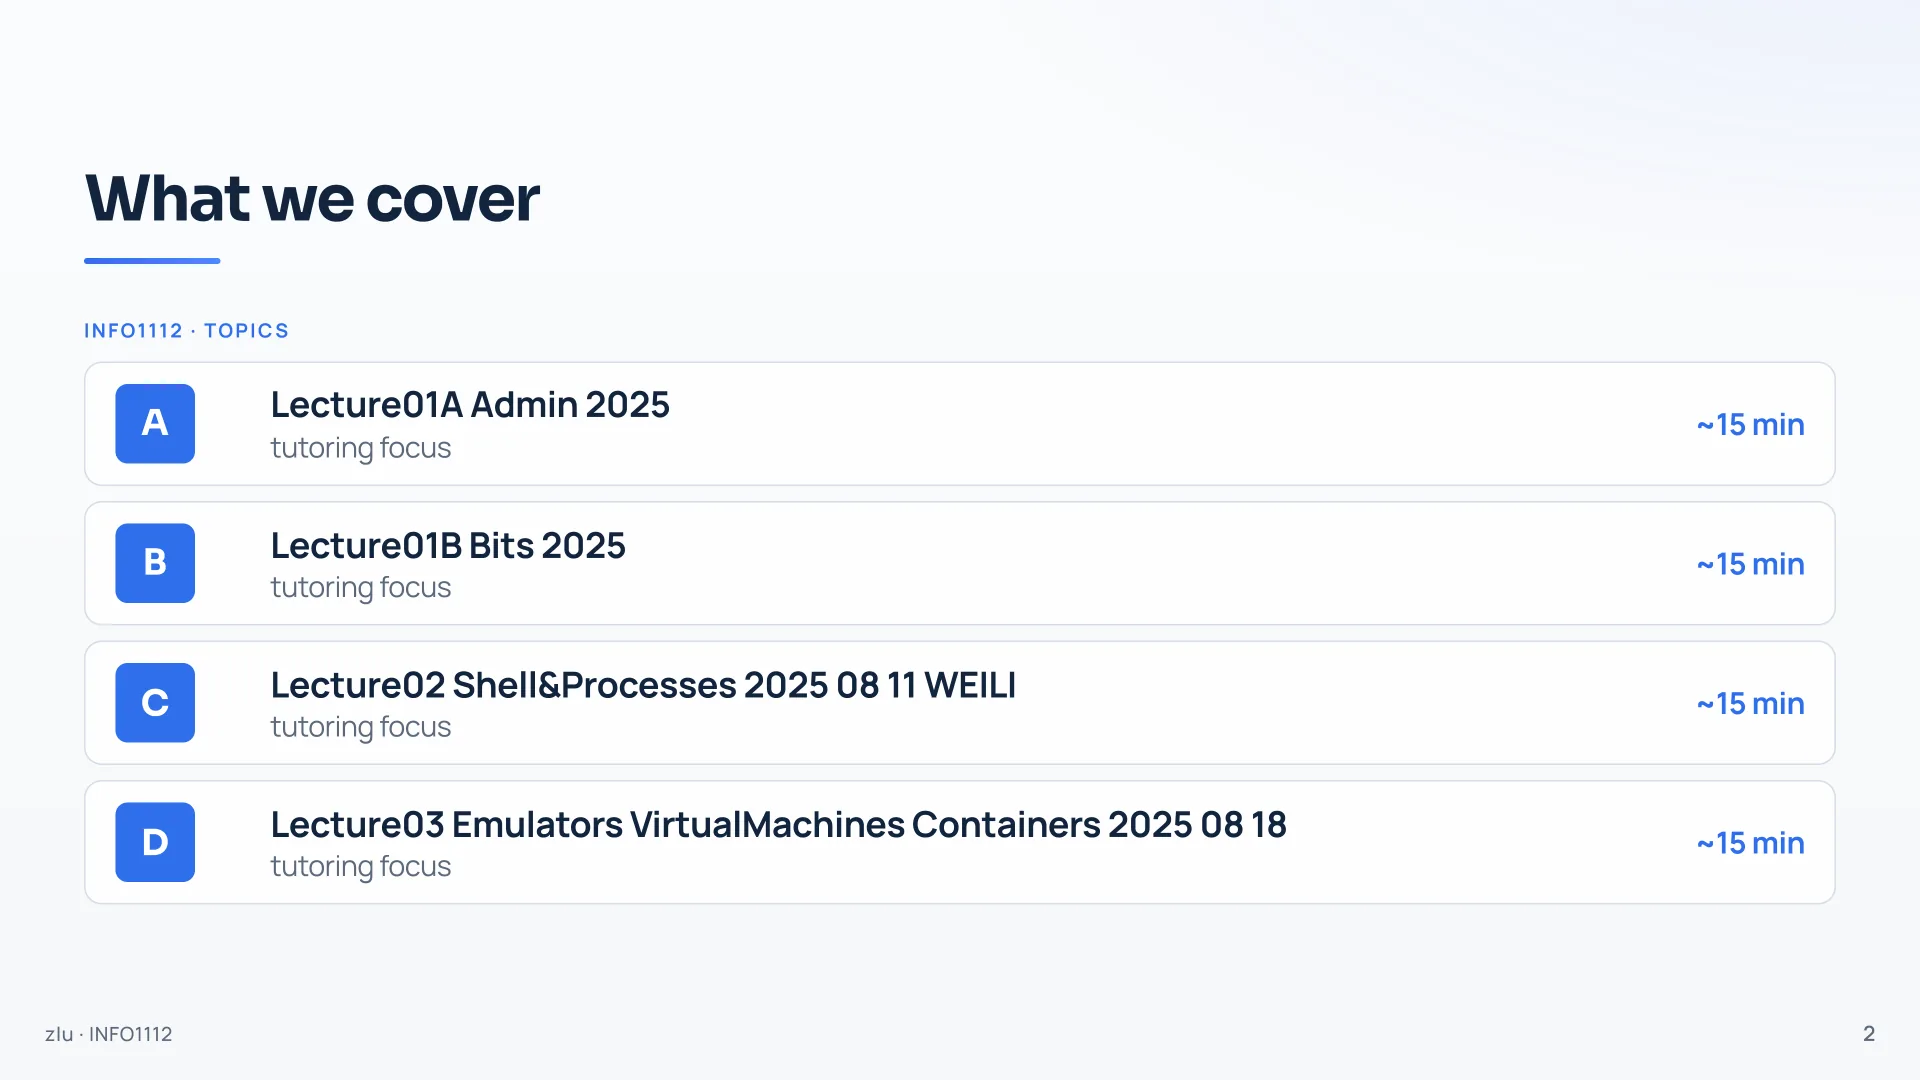 What we cover
INFO1112 · TOPICS
A
Lecture01A Admin 2025
tutoring focus
~15 min
B
Lecture01B Bits 2025
tutoring focus
~15 min
C
Lecture02 Shell&Processes 2025 08 11 WEILI
tutoring focus
~15 min
D
Lecture03 Emulators VirtualMachines Containers 2025 08 18
tutoring focus
~15 min
zlu · INFO1112
2